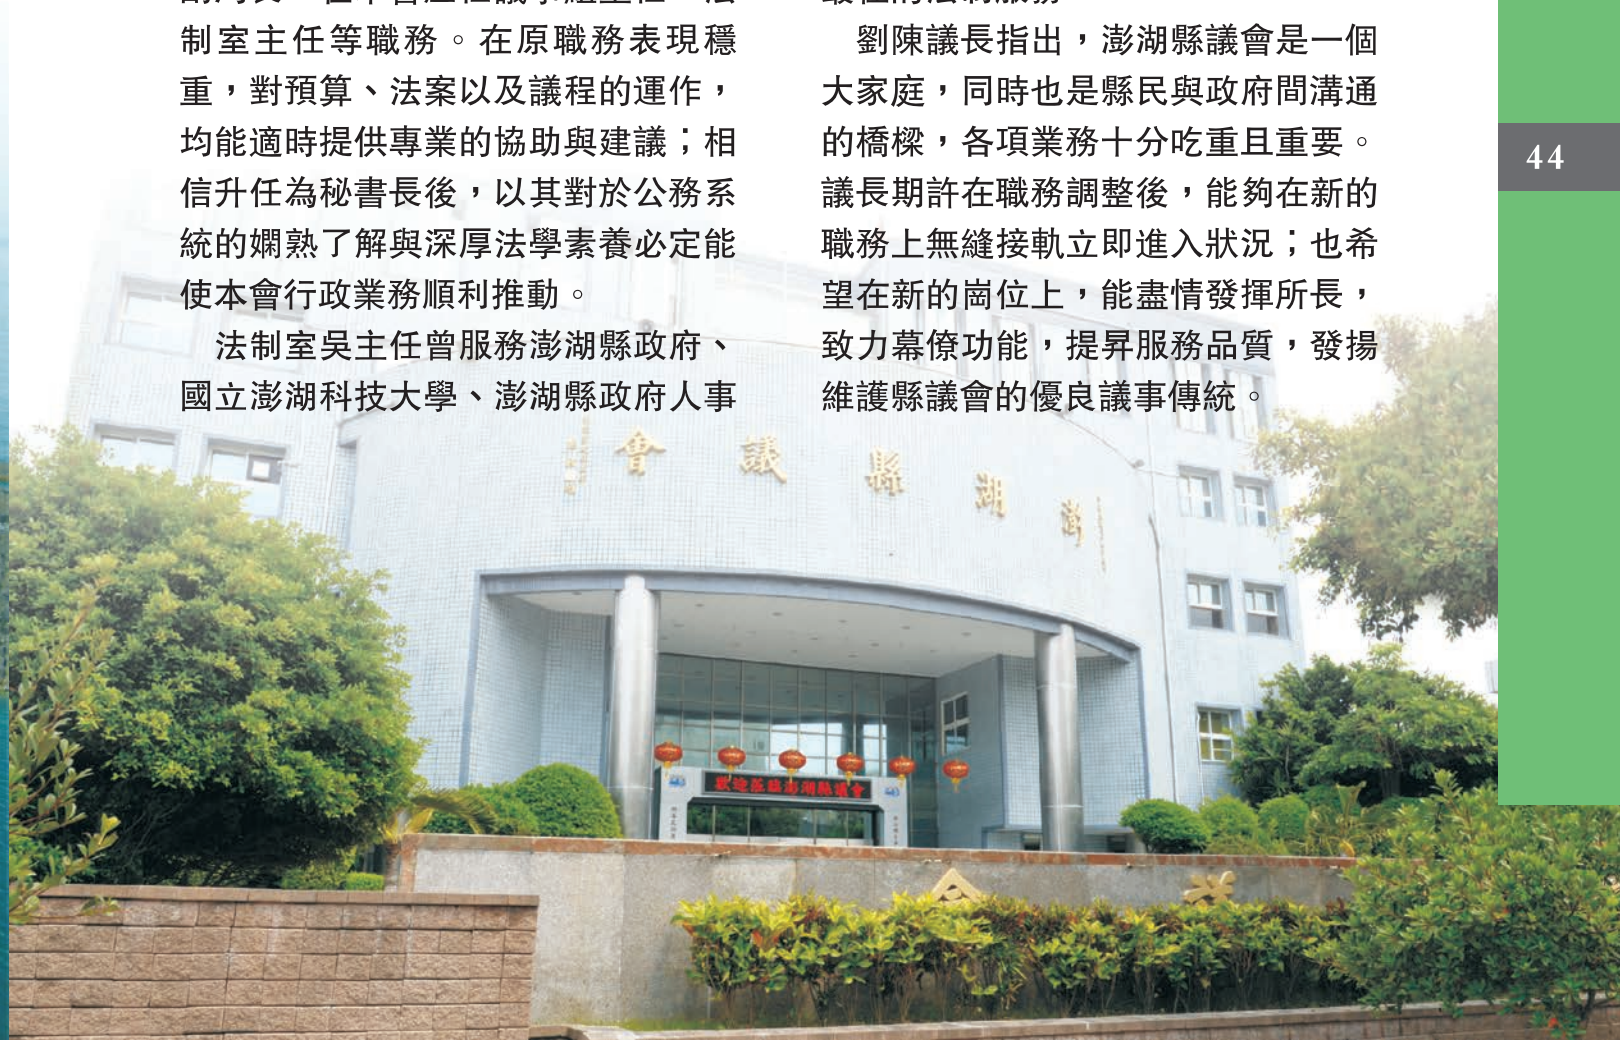 制室主任等職務。在原職務表現穩
重，對預算、法案以及議程的運作，
均能適時提供專業的協助與建議；相
信升任為秘書長後，以其對於公務系
統的嫻熟了解與深厚法學素養必定能
使本會行政業務順利推動。
法制室吳主任曾服務澎湖縣政府、
國立澎湖科技大學、澎湖縣政府人事
劉陳議長指出，澎湖縣議會是一個
大家庭，同時也是縣民與政府間溝通
的橋樑，各項業務十分吃重且重要。
議長期許在職務調整後，能夠在新的
職務上無縫接軌立即進入狀況；也希
望在新的崗位上，能盡情發揮所長，
致力幕僚功能，提昇服務品質，發揚
維護縣議會的優良議事傳統。
44
會議縣湖澎
歡迎蒞臨澎湖縣議會